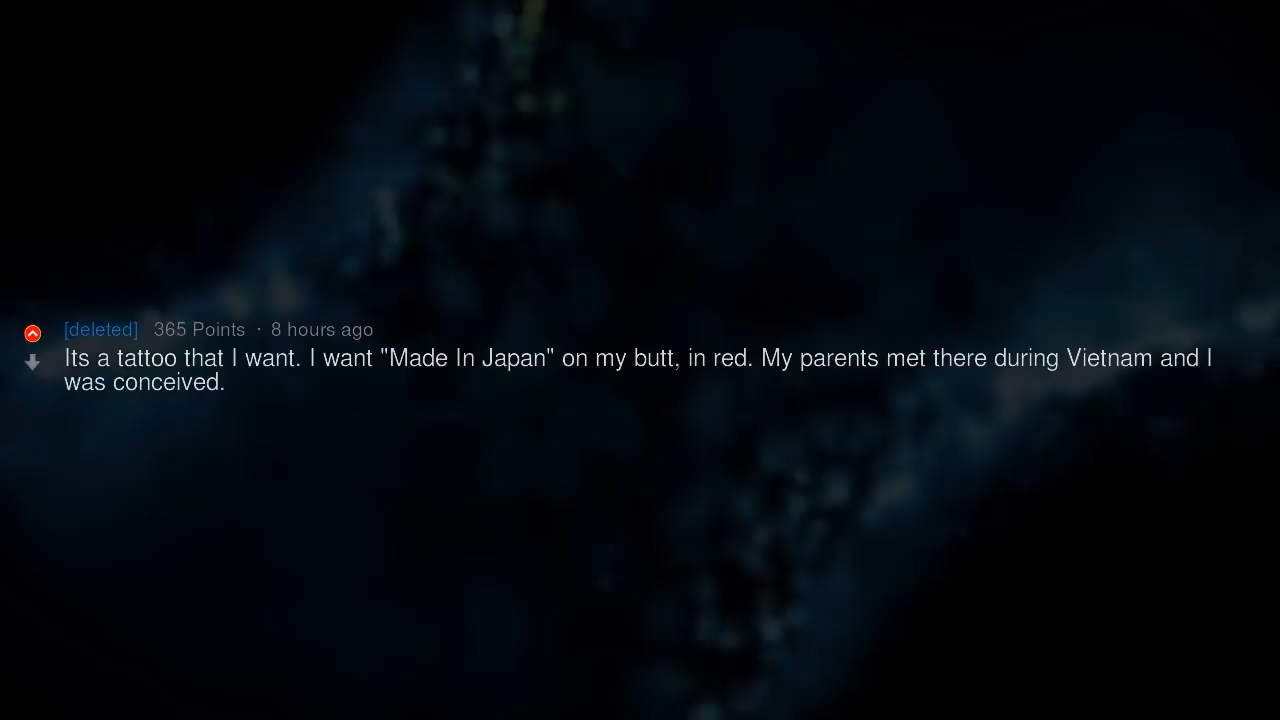 [deleted] 365 Points · 8 hours ago
Its a tattoo that I want. I want "Made In Japan" on my butt, in red. My parents met there during Vietnam and I
was conceived.